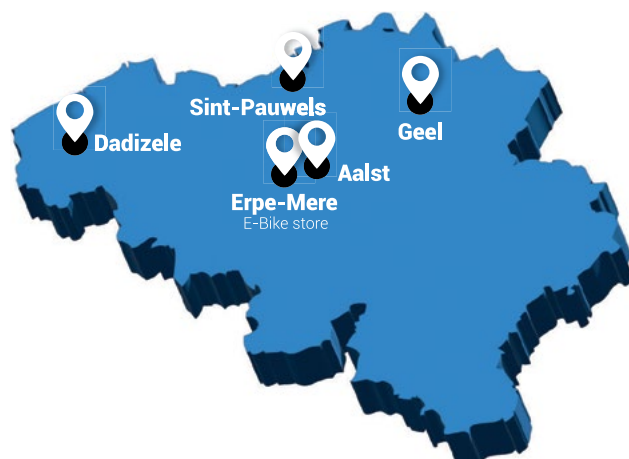 Sint-Pauwels
Geel
Dadizele
Aalst
Erpe-Mere
E-Bike store